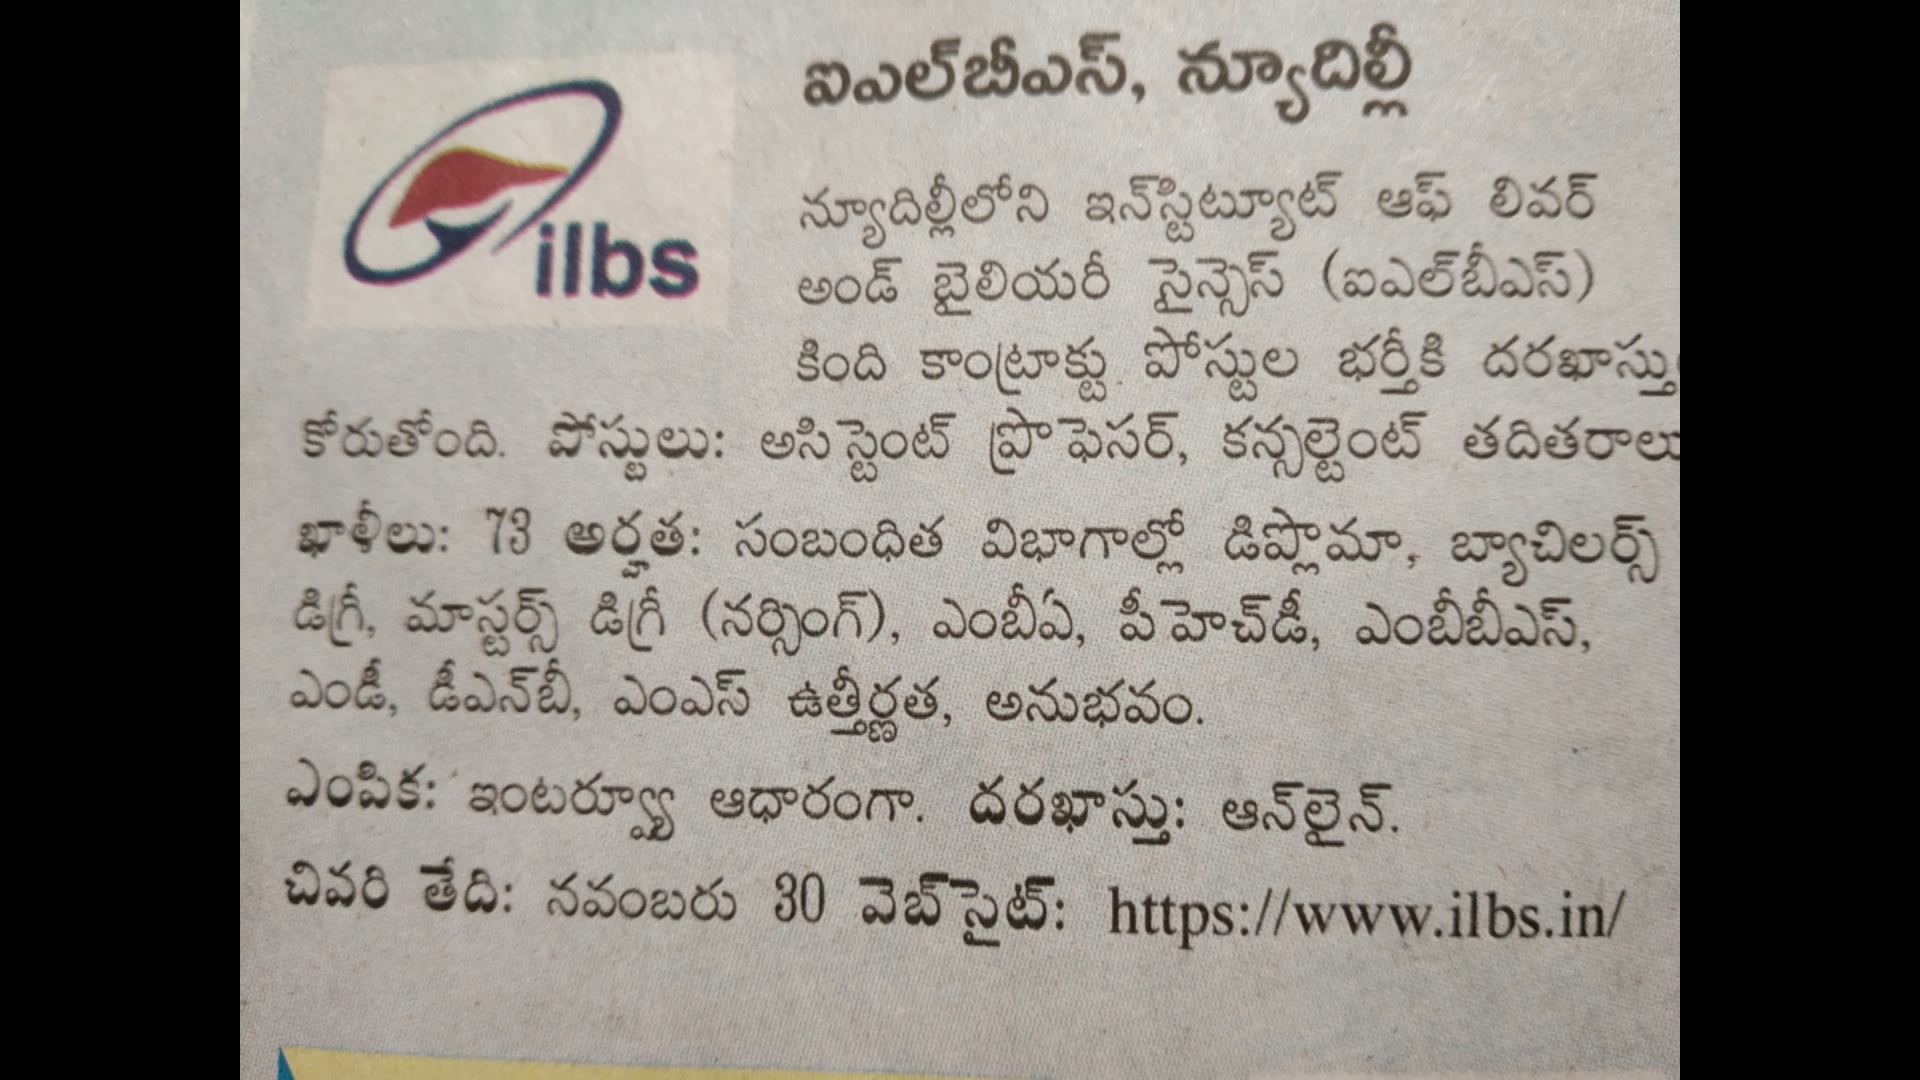 ఐఎల్‌బీఎస్, న్యూదిల్లీ
ilbs
న్యూదిల్లీలోని ఇన్‌స్టిట్యూట్ ఆఫ్ లివర్
అండ్ బైలియరీ సైన్సెస్ (ఐఎల్‌బీఎస్)
కింది కాంట్రాక్టు పోస్టుల భర్తీకి దరఖాస్తు
కోరుతోంది. పోస్టులు: అసిస్టెంట్ ప్రొఫెసర్, కన్సల్టెంట్ తదితరాలు
ఖాళీలు: 73 అర్హత: సంబంధిత విభాగాల్లో డిప్లొమా, బ్యాచిలర్స్
డిగ్రీ, మాస్టర్స్ డిగ్రీ (నర్సింగ్), ఎంబీఏ, పీహెచ్‌డీ, ఎంబీబీఎస్,
ఎండీ, డీఎన్‌బీ, ఎంఎస్ ఉత్తీర్ణత, అనుభవం.
ఎంపిక: ఇంటర్వ్యూ ఆధారంగా. దరఖాస్తు: ఆన్‌లైన్.
చివరి తేది: నవంబరు 30 వెబ్‌సైట్: https://www.ilbs.in/